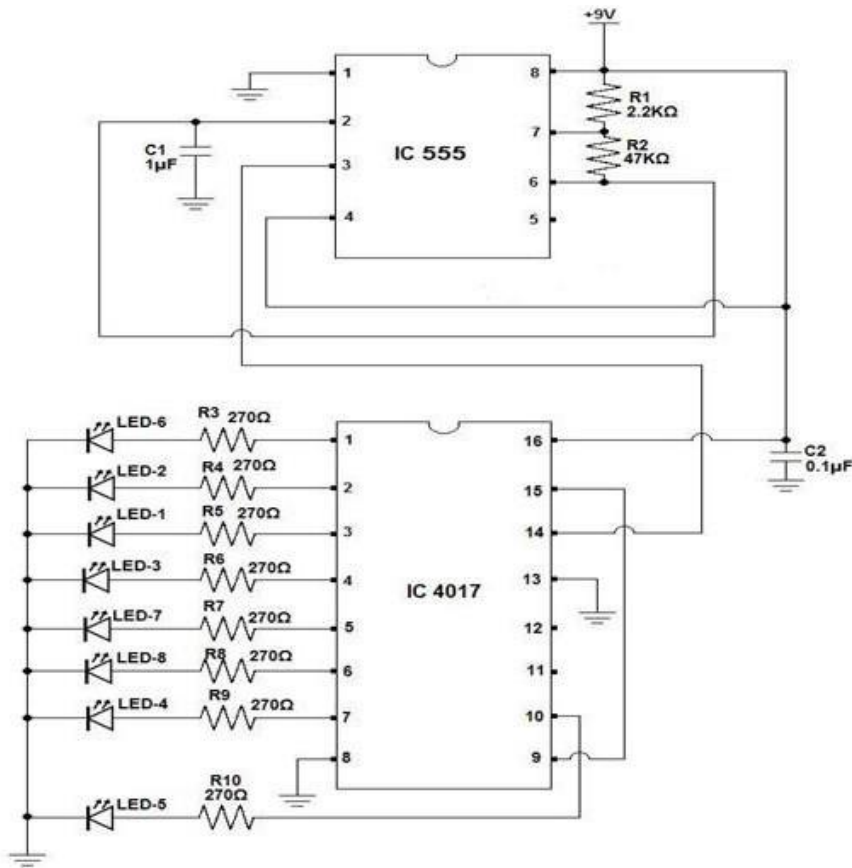 +9V
1
8
R1
2.2KΩ
2
7
C1
1µF
R2
47KΩ
3
IC 555
6
4
5
LED-6
R3
270Ω
1
16
C2
0.1µF
LED-2
R4
270Ω
2
15
LED-1
R5
270Ω
3
14
LED-3
R6
270Ω
4
13
IC 4017
LED-7
R7
270Ω
5
12
LED-8
R8
270Ω
6
11
LED-4
R9
270Ω
7
10
8
9
LED-5
R10
270Ω